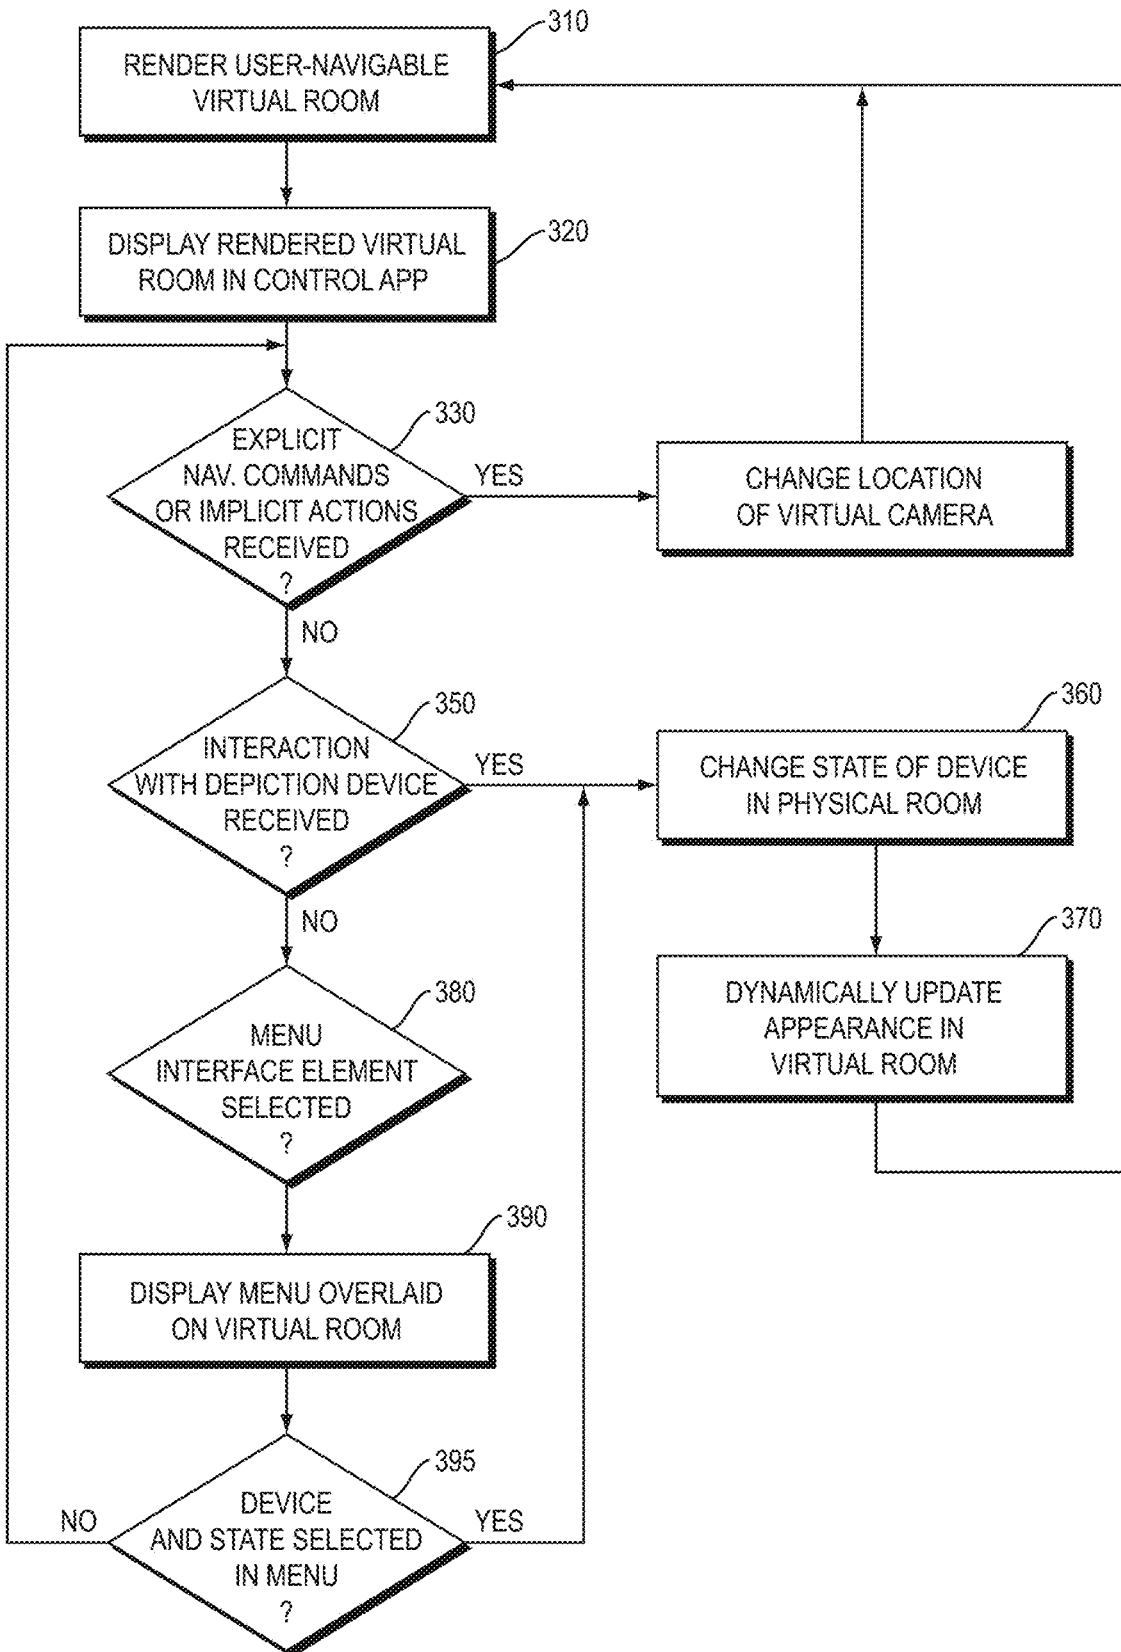 310
RENDER USER-NAVIGABLE
VIRTUAL ROOM
320
DISPLAY RENDERED VIRTUAL
ROOM IN CONTROL APP
330
EXPLICIT
NAV. COMMANDS
OR IMPLICIT ACTIONS
RECEIVED
?
YES
CHANGE LOCATION
OF VIRTUAL CAMERA
NO
350
INTERACTION
WITH DEPICTION DEVICE
RECEIVED
?
YES
360
CHANGE STATE OF DEVICE
IN PHYSICAL ROOM
NO
370
DYNAMICALLY UPDATE
APPEARANCE IN
VIRTUAL ROOM
380
MENU
INTERFACE ELEMENT
SELECTED
?
390
DISPLAY MENU OVERLAID
ON VIRTUAL ROOM
395
DEVICE
AND STATE SELECTED
IN MENU
?
NO
YES